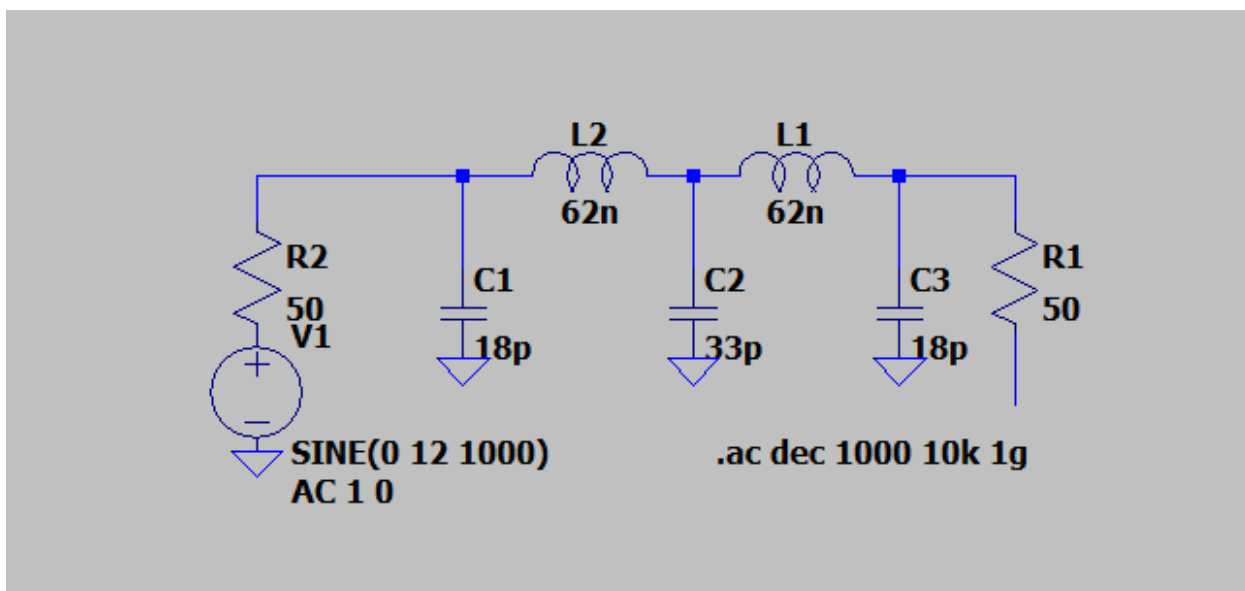 L2
L1
62n
62n
R2
50
V1
C1
18p
C2
33p
C3
18p
R1
50
SINE(0 12 1000)
AC 1 0
.ac dec 1000 10k 1g